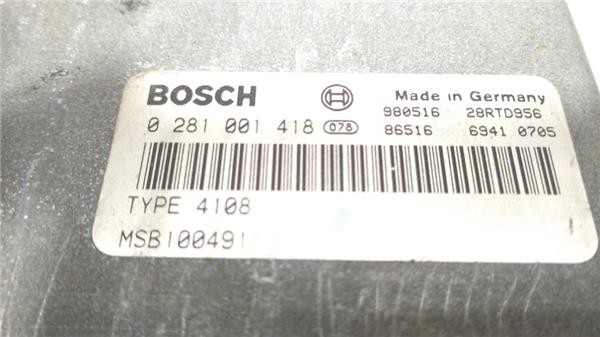 BOSCH Made in Germany
980516 28RTD956
0 281 001 418 078 86516 6941 0705
TYPE 4108
MSB100491